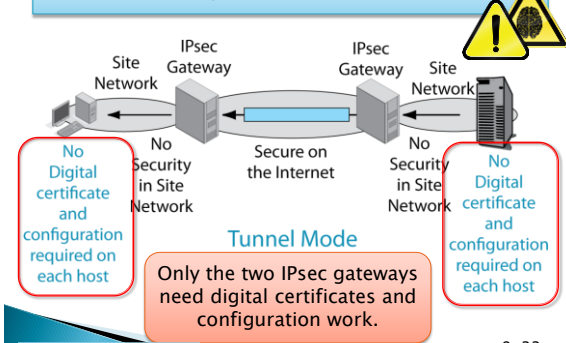 IPsec
Gateway
Site
Network
IPsec
Gateway
Site
Network
No
Security
in Site
Network
Secure on
the Internet
No
Security
in Site
Network
No
Digital
certificate
and
configuration
required on
each host
No
Digital
certificate
and
configuration
required on
each host
Tunnel Mode
Only the two IPsec gateways
need digital certificates and
configuration work.